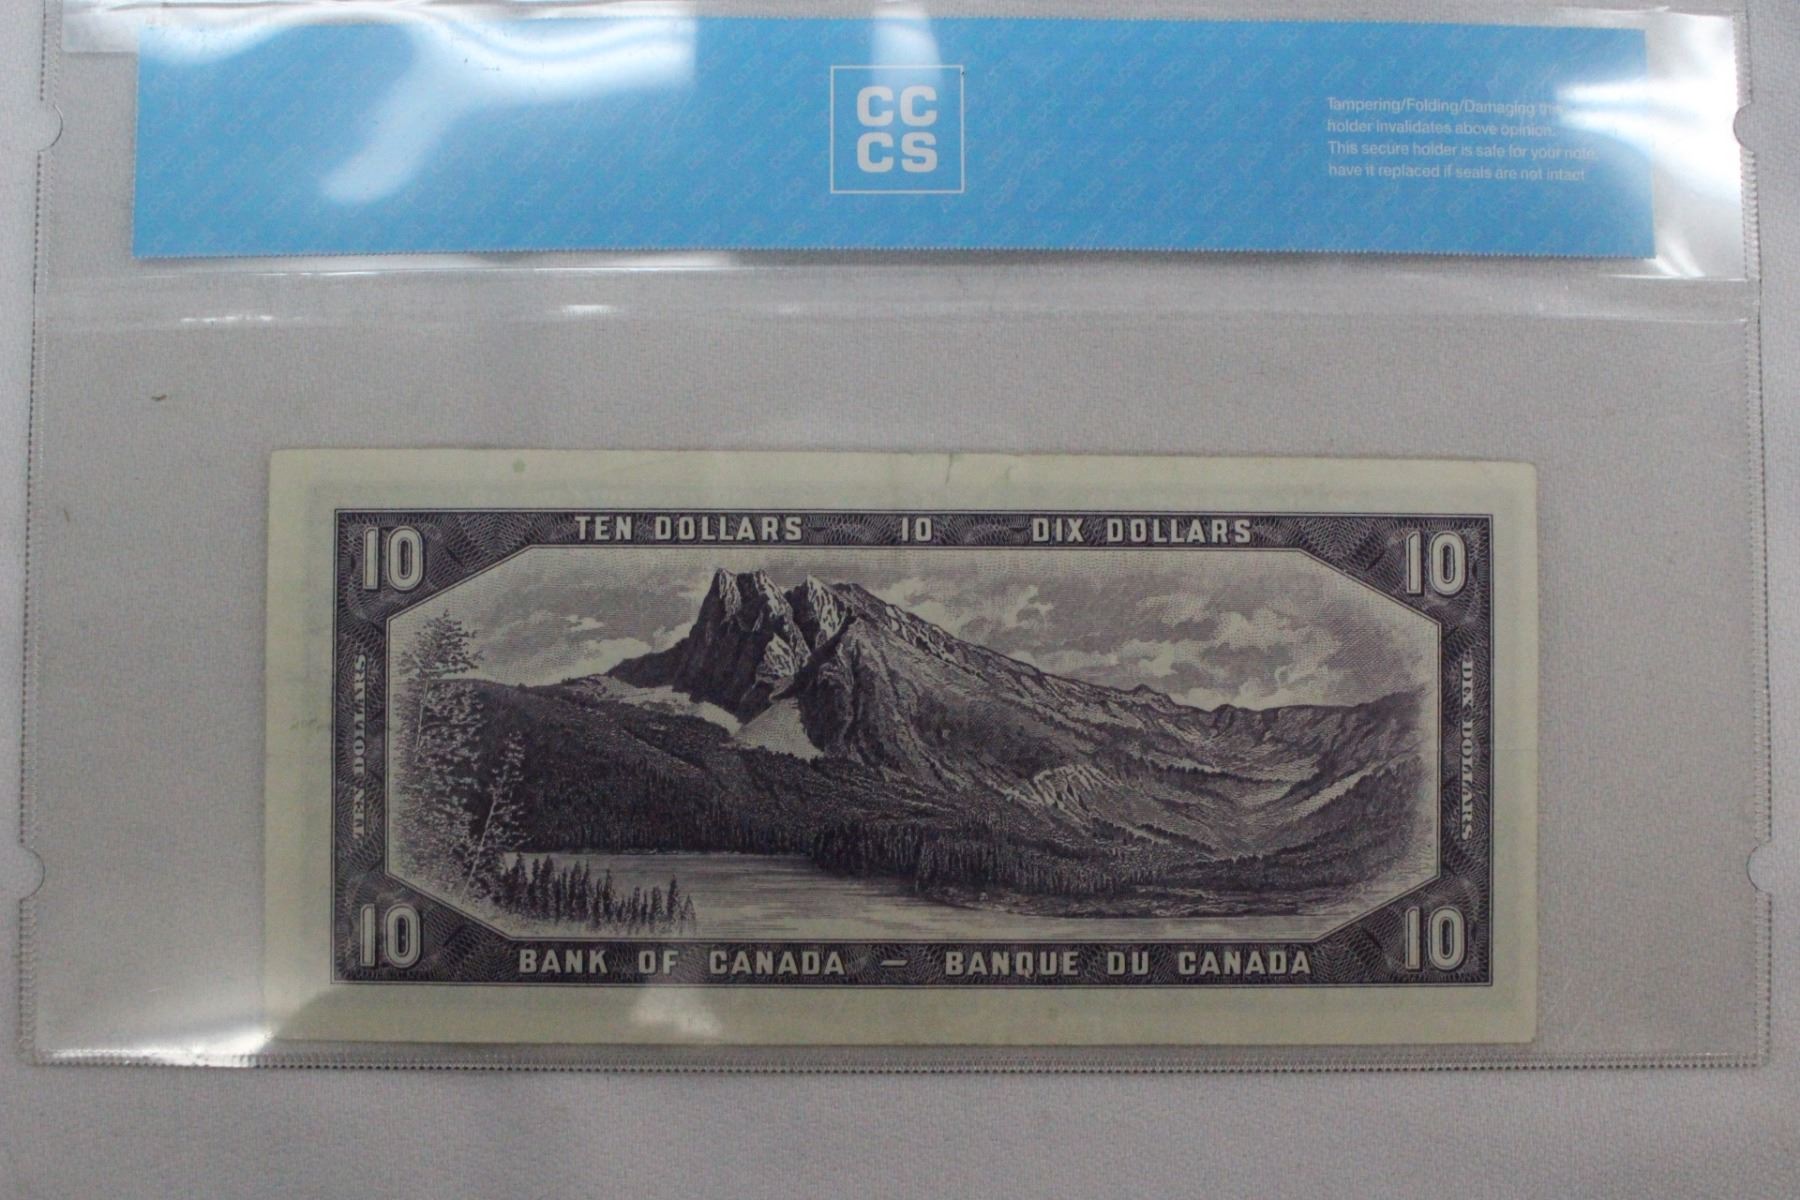 CC
CS
Tampering/Folding/Damaging this
holder invalidates above opinion.
This secure holder is safe for your note,
have it replaced if seals are not intact
10 TEN DOLLARS 10 DIX DOLLARS 10
TEN DOLLARS
DIX DOLLARS
10 BANK OF CANADA – BANQUE DU CANADA 10